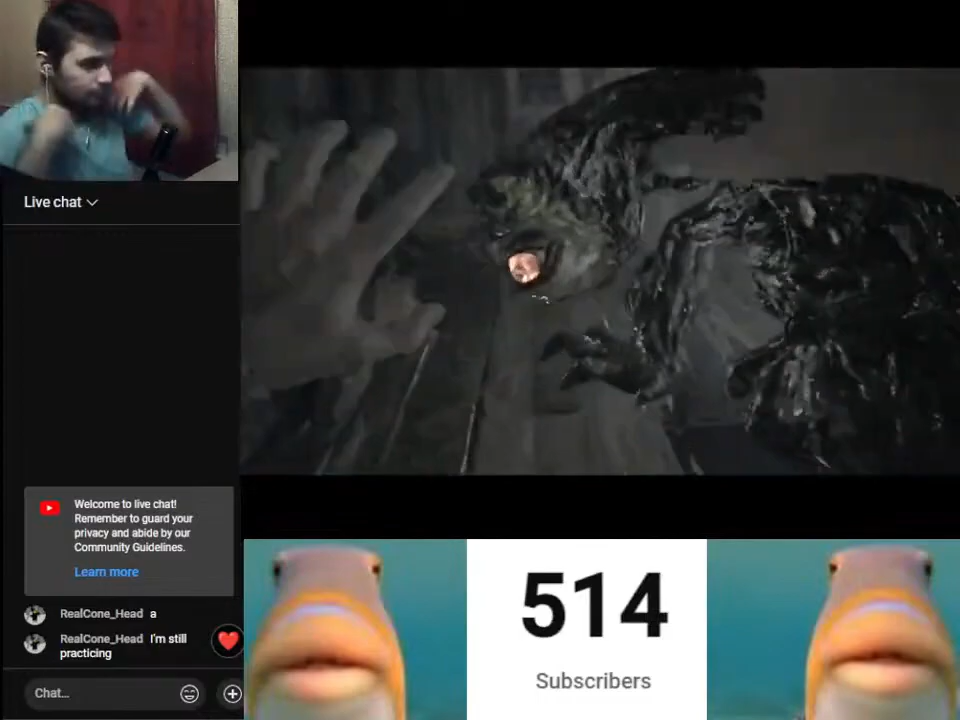 Live chat
Welcome to live chat!
Remember to guard your
privacy and abide by our
Community Guidelines.
Learn more
RealCone_Head a
RealCone_Head I'm still
practicing
Chat...
514
Subscribers